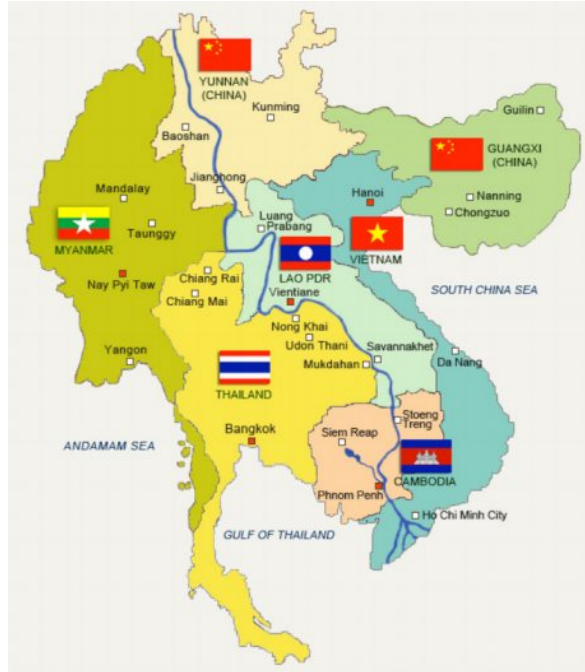 YUNNAN
(CHINA)
Kunming
Guilin
Baoshan
GUANGXI
(CHINA)
Jianghong
Hanoi
Nanning
Mandalay
Chongzuo
Luang
Prabang
Taunggy
MYANMAR
LAO PDR
VIETNAM
Chiang Rai
Nay Pyi Taw
Vientiane
SOUTH CHINA SEA
Chiang Mai
Nong Khai
Udon Thani
Yangon
Savannakhet
Da Nang
Mukdahan
THAILAND
Stoeng
Treng
Bangkok
Siem Reap
ANDAMAM SEA
CAMBODIA
Phnom Penh
Ho Chi Minh City
GULF OF THAILAND